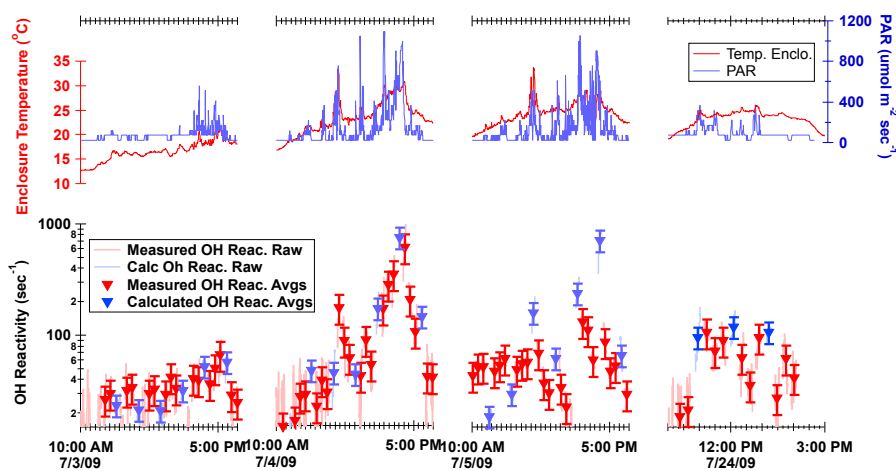 1200
800
400
0
PAR (umol m-2 sec-1)
35
30
25
20
15
10
Enclosure Temperature (oC)
Temp. Enclo.
PAR
1000
8
6
4
2
100
8
6
4
2
OH Reactivity (sec-1)
Measured OH Reac. Raw
Calc Oh Reac. Raw
Measured OH Reac. Avgs
Calculated OH Reac. Avgs
10:00 AM
7/3/09
5:00 PM
10:00 AM
7/4/09
5:00 PM
10:00 AM
7/5/09
5:00 PM
12:00 PM
7/24/09
3:00 PM